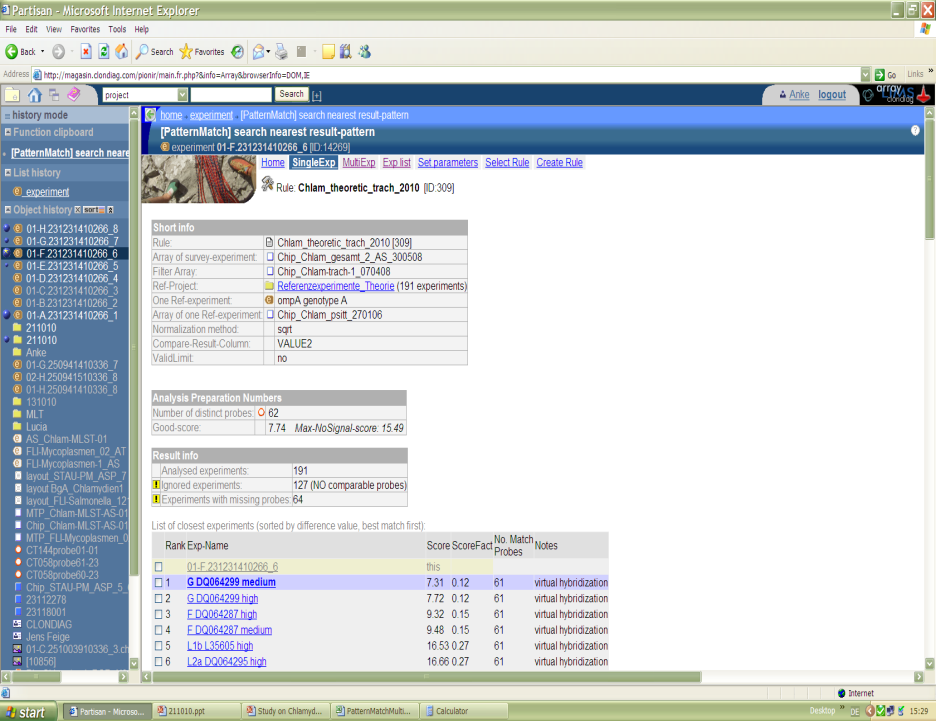 Partisan - Microsoft Internet Explorer
File Edit View Favorites Tools Help
Back Search Favorites
Address http://magasin.clondiag.com/pionir/main.fr.php?&info=Array&browserInfo=DOM,IE Go Links »
project Search [+] Anke logout array clondiag
history mode
Function clipboard
[PatternMatch] search neare
List history
experiment
Object history sort
01-H.231231410266_8
01-G.231231410266_7
01-F.231231410266_6
01-E.231231410266_5
01-D.231231410266_4
01-C.231231410266_3
01-B.231231410266_2
01-A.231231410266_1
211010
211010
Anke
01-G.250941410336_7
02-H.250941510336_8
01-H.250941410336_8
131010
MLT
Lucia
AS_Chlam-MLST-01
FLI-Mycoplasmen_02_AT
FLI-Mycoplasmen-1_AS
layout_STAU-PM_ASP_7
layout BgA_Chlamydien1
layout_FLI-Salmonella_12
MTP_Chlam-MLST-AS-01
Chip_Chlam-MLST-AS-01
MTP_FLI-Mycoplasmen_0
CT144probe01-01
CT058probe61-23
CT058probe60-23
Chip_STAU-PM_ASP_5_
23112278
23118001
CLONDIAG
Jens Feige
01-C.251003910336_3.ch
[10856]
home experiment [PatternMatch] search nearest result-pattern
[PatternMatch] search nearest result-pattern
experiment 01-F.231231410266_6 [ID:14269]
Home SingleExp MultiExp Exp list Set parameters Select Rule Create Rule
Rule: Chlam_theoretic_trach_2010 [ID:309]
Short info
Rule: Chlam_theoretic_trach_2010 [309]
Array of survey-experiment: Chip_Chlam_gesamt_2_AS_300508
Filter Array: Chip_Chlam-trach-1_070408
Ref-Project: Referenzexperimente_Theorie (191 experiments)
One Ref-experiment: ompA genotype A
Array of one Ref-experiment: Chip_Chlam_psitt_270106
Normalization method: sqrt
Compare-Result-Column: VALUE2
ValidLimit: no
Analysis Preparation Numbers
Number of distinct probes: 62
Good-score: 7.74 Max-NoSignal-score: 15.49
Result info
Analysed experiments: 191
Ignored experiments: 127 (NO comparable probes)
Experiments with missing probes: 64
List of closest experiments (sorted by difference value, best match first):
Rank Exp-Name Score ScoreFact No. Match Probes Notes
01-F.231231410266_6 this
1 G DQ064299 medium 7.31 0.12 61 virtual hybridization
2 G DQ064299 high 7.72 0.12 61 virtual hybridization
3 F DQ064287 high 9.32 0.15 61 virtual hybridization
4 F DQ064287 medium 9.48 0.15 61 virtual hybridization
5 L1b L35605 high 16.53 0.27 61 virtual hybridization
6 L2a DQ064295 high 16.66 0.27 61 virtual hybridization
Internet
start Partisan - Microso... 211010.ppt Study on Chlamyd... PatternMatchMulti... Calculator Desktop » DE 15:29